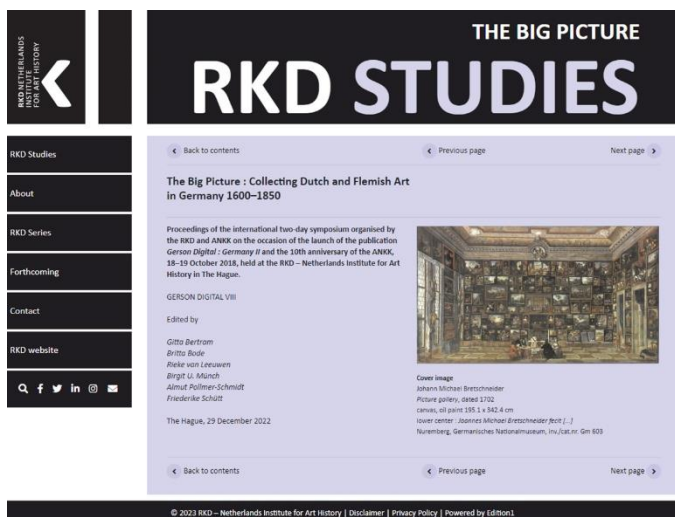 RKD NETHERLANDS
INSTITUTE
FOR ART HISTORY
THE BIG PICTURE
RKD STUDIES
RKD Studies
About
RKD Series
Forthcoming
Contact
RKD website
Back to contents
Previous page
Next page
The Big Picture : Collecting Dutch and Flemish Art
in Germany 1600–1850
Proceedings of the international two-day symposium organised by
the RKD and ANKK on the occasion of the launch of the publication
Gerson Digital : Germany II and the 10th anniversary of the ANKK,
18–19 October 2018, held at the RKD – Netherlands Institute for Art
History in The Hague.
GERSON DIGITAL VIII
Edited by
Gitta Bertram
Britta Bode
Rieke van Leeuwen
Birgit U. Münch
Almut Pollmer-Schmidt
Friederike Schütt
The Hague, 29 December 2022
Cover image
Johann Michael Bretschneider
Picture gallery, dated 1702
canvas, oil paint 195.1 x 342.4 cm
lower center : Joannes Michael Bretschneider fecit [...]
Nuremberg, Germanisches Nationalmuseum, inv./cat.nr. Gm 603
Back to contents
Previous page
Next page
© 2023 RKD – Netherlands Institute for Art History | Disclaimer | Privacy Policy | Powered by Edition1